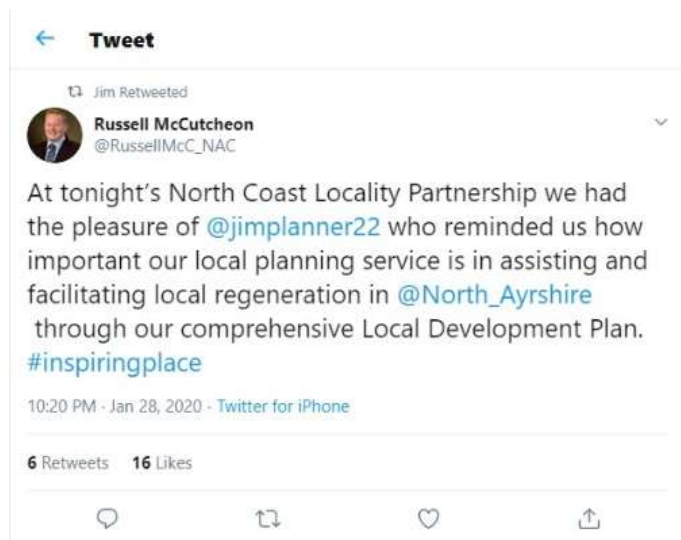 Tweet
Jim Retweeted
Russell McCutcheon
@RussellMcC_NAC
At tonight's North Coast Locality Partnership we had
the pleasure of @jimplanner22 who reminded us how
important our local planning service is in assisting and
facilitating local regeneration in @North_Ayrshire
through our comprehensive Local Development Plan.
#inspiringplace
10:20 PM · Jan 28, 2020 · Twitter for iPhone
6 Retweets 16 Likes